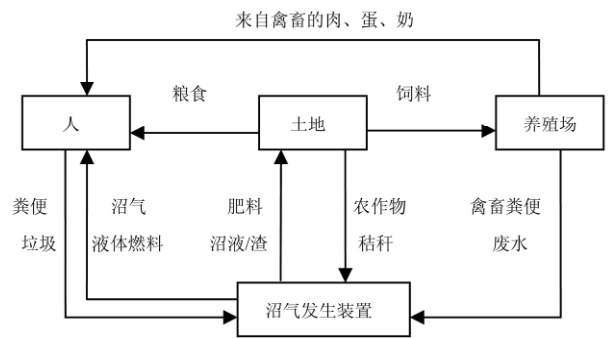 来自禽畜的肉、蛋、奶
粮食
饲料
人
土地
养殖场
粪便
垃圾
沼气
液体燃料
肥料
沼液/渣
农作物
秸秆
禽畜粪便
废水
沼气发生装置